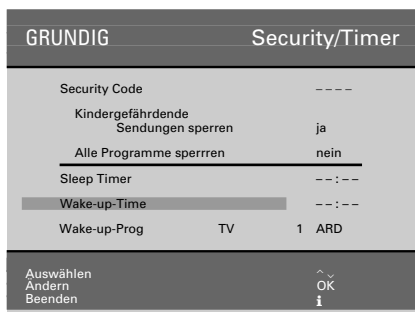 GRUNDIG Security/Timer
Security Code – – – –
Kindergefährdende
Sendungen sperren ja
Alle Programme sperrren nein
Sleep Timer – – : – –
Wake-up-Time – – : – –
Wake-up-Prog TV 1 ARD
Auswählen
Ändern OK
Beenden i